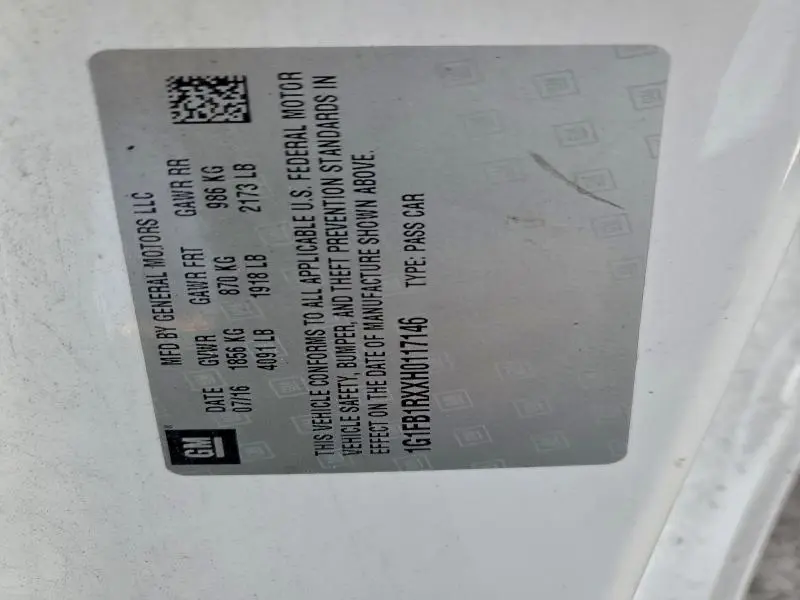 GM
MFD BY GENERAL MOTORS LLC
DATE GVWR GAWR FRT GAWR RR
07/16 1856 KG 870 KG 986 KG
4091 LB 1918 LB 2173 LB
THIS VEHICLE CONFORMS TO ALL APPLICABLE U.S. FEDERAL MOTOR
VEHICLE SAFETY, BUMPER, AND THEFT PREVENTION STANDARDS IN
EFFECT ON THE DATE OF MANUFACTURE SHOWN ABOVE.
1G1FB1RXXH0117146 TYPE: PASS CAR